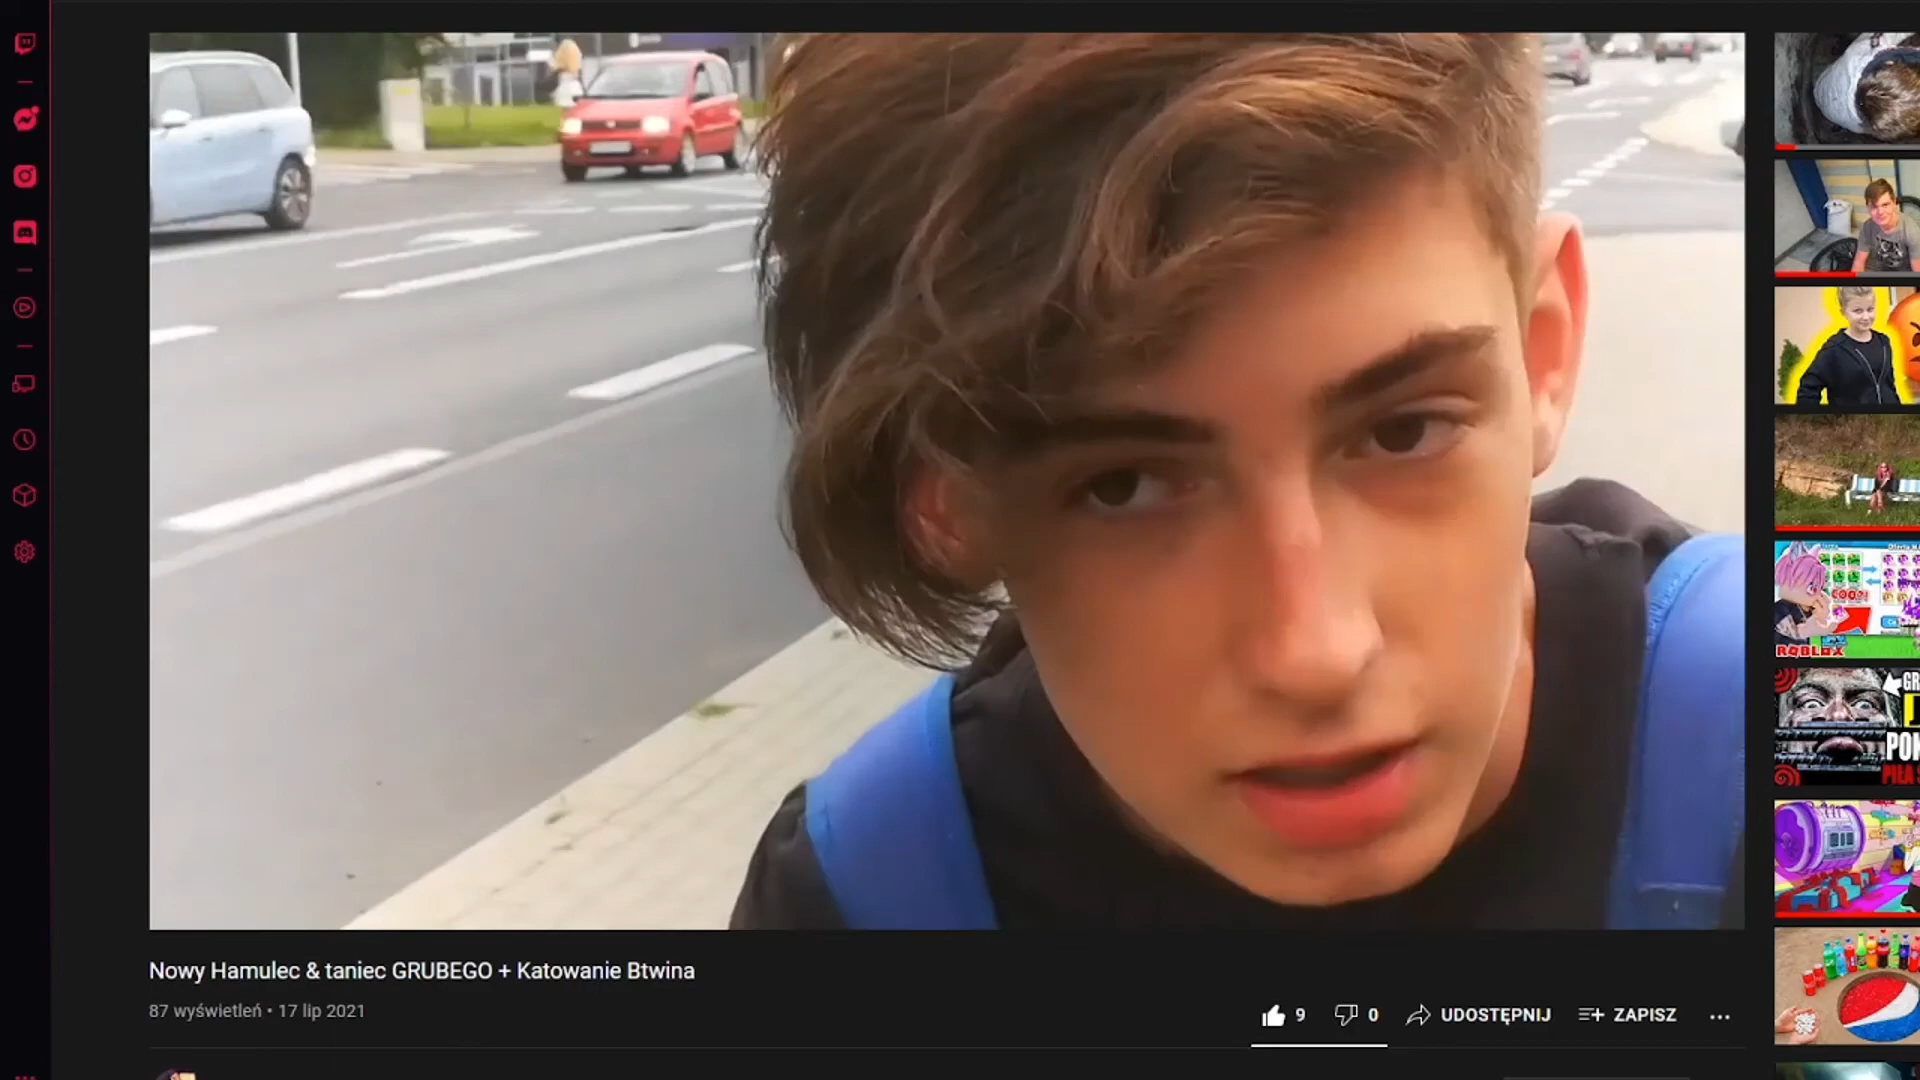 Nowy Hamulec & taniec GRUBEGO + Katowanie Btwina
87 wyświetleń • 17 lip 2021
9
0
UDOSTĘPNIJ
ZAPISZ
ROBLOX